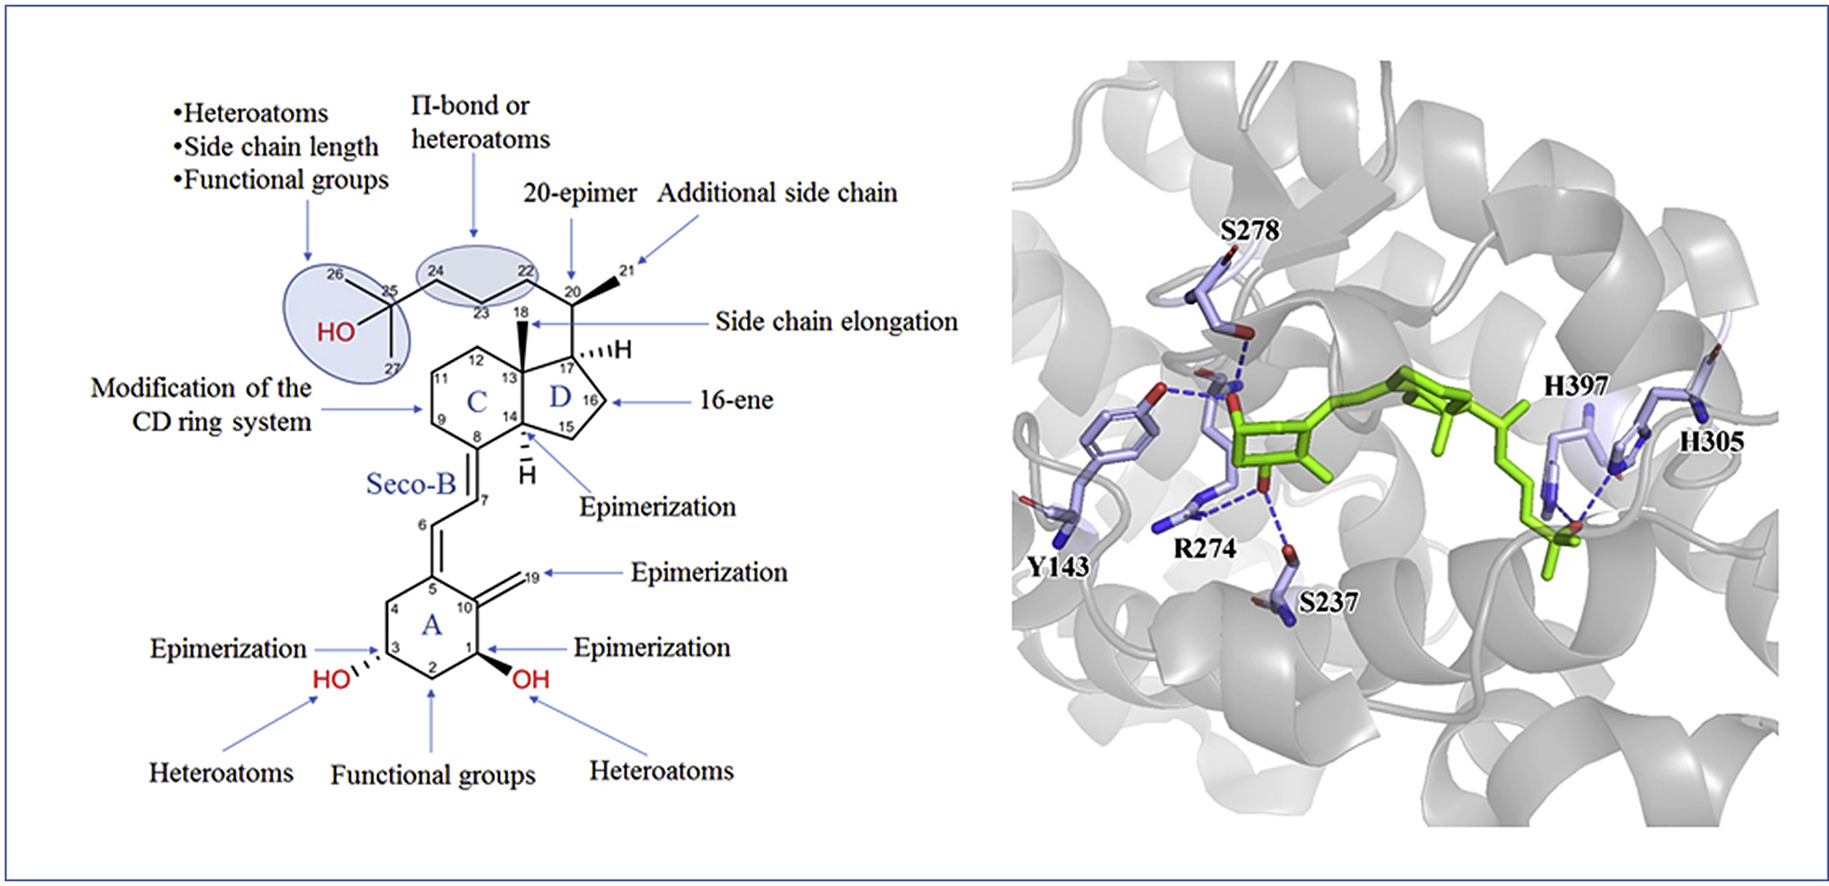 •Heteroatoms
•Side chain length
•Functional groups
Π-bond or
heteroatoms
20-epimer
Additional side chain
26
25
24
23
22
20
21
HO
27
18
Side chain elongation
12
11
13
17
H
Modification of the
CD ring system
C
D
16
16-ene
9
14
15
8
H
Seco-B
7
Epimerization
6
19
Epimerization
5
4
10
A
Epimerization
3
1
Epimerization
2
HO
OH
Heteroatoms
Functional groups
Heteroatoms
S278
H397
H305
R274
Y143
S237